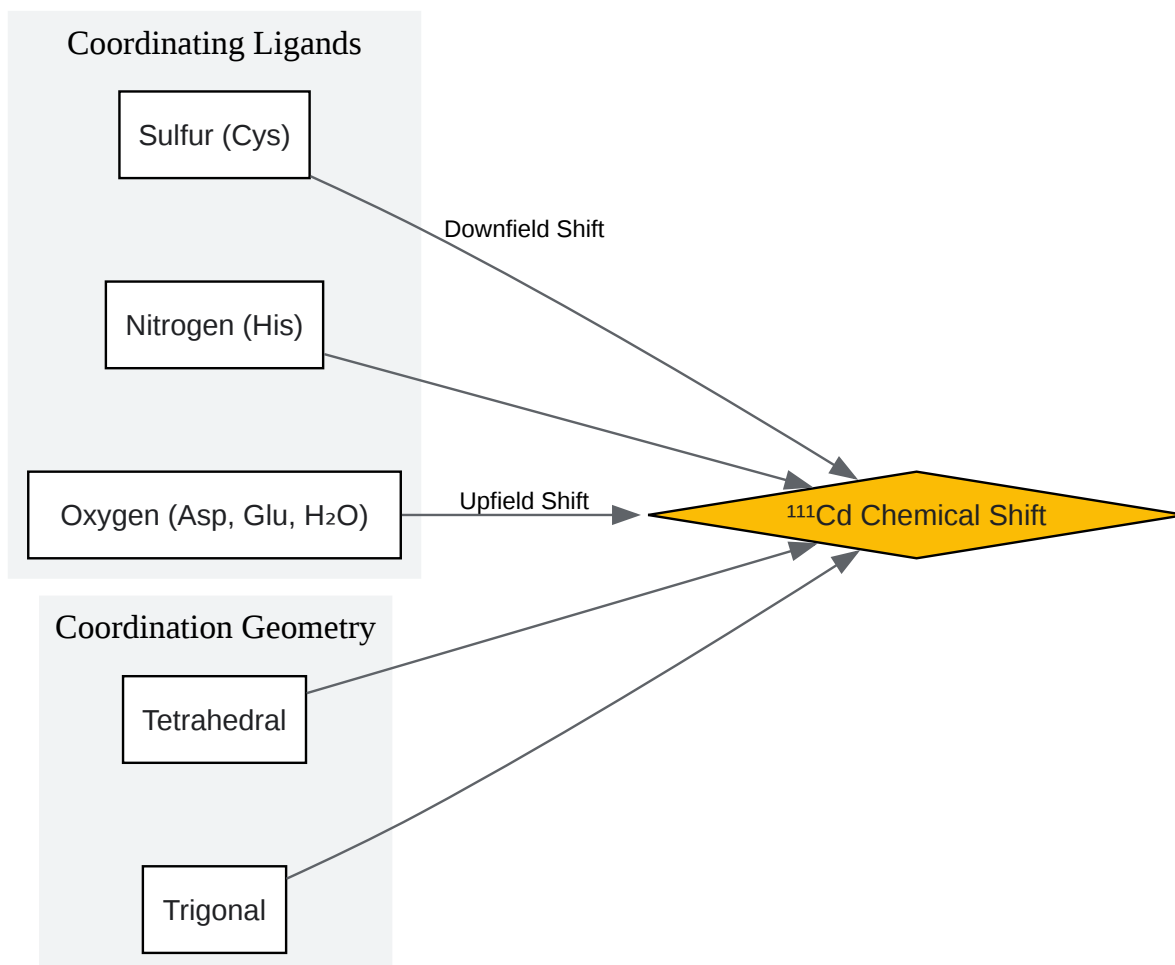 Coordinating Ligands
Sulfur (Cys)
Downfield Shift
Nitrogen (His)
Oxygen (Asp, Glu, H₂O)
Upfield Shift
¹¹¹Cd Chemical Shift
Coordination Geometry
Tetrahedral
Trigonal